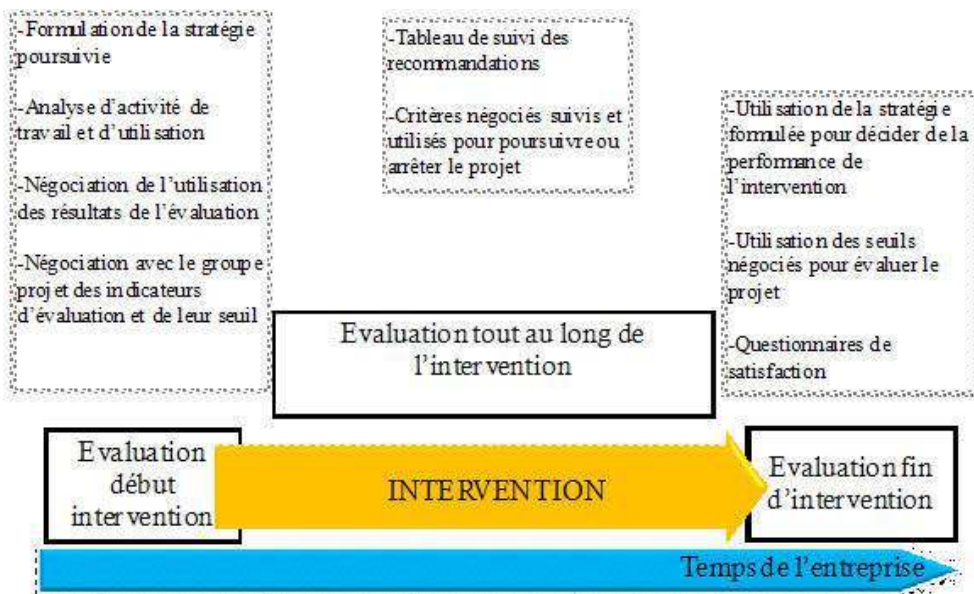 -Formulation de la stratégie
poursuivie
-Analyse d'activité de
travail et d'utilisation
-Négociation de l'utilisation
des résultats de l'évaluation
-Négociation avec le groupe
projet des indicateurs
d'évaluation et de leur seuil
-Tableau de suivi des
recommandations
-Critères négociés suivis et
utilisés pour poursuivre ou
arrêter le projet
-Utilisation de la stratégie
formulée pour décider de la
performance de
l'intervention
-Utilisation des seuils
négociés pour évaluer le
projet
-Questionnaires de
satisfaction
Evaluation tout au long de
l'intervention
Evaluation
début
intervention
INTERVENTION
Evaluation fin
d'intervention
Temps de l'entreprise